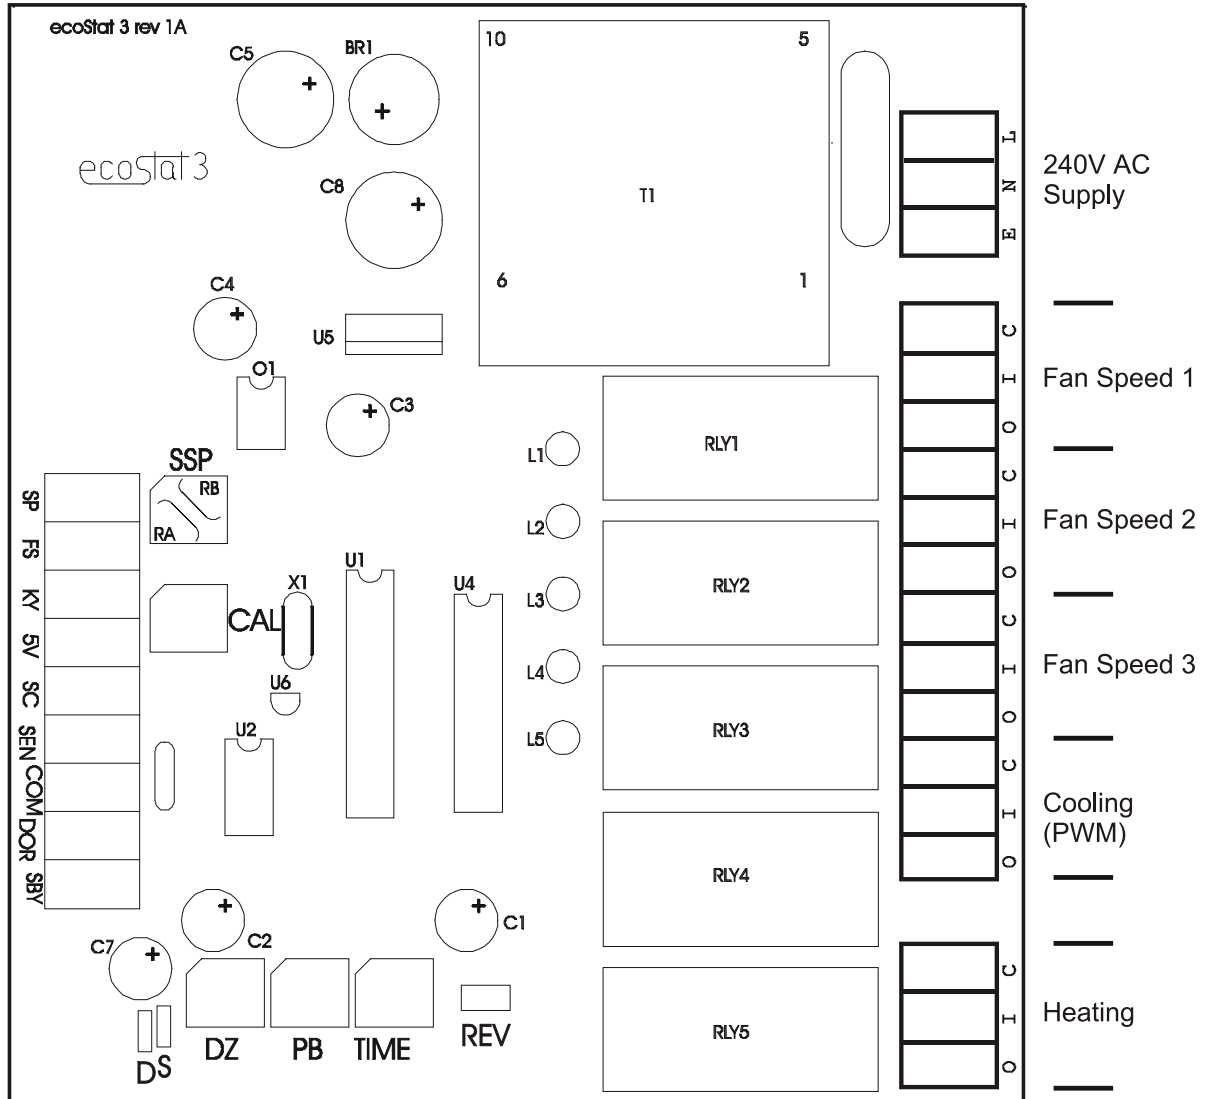 ecoStat 3 rev 1A
C5
BR1
10
5
ecoStat 3
C8
T1
L
N
E
240V AC
Supply
6
1
C4
U5
O1
C3
C
I
O
Fan Speed 1
SSP
RB
RA
L1
RLY1
C
I
O
Fan Speed 2
L2
RLY2
SP
FS
KY
5V
SC
SEN
COM
DOR
SBY
CAL
X1
U1
U4
L3
U6
L4
C
I
O
Fan Speed 3
RLY3
U2
L5
C
I
O
Cooling
(PWM)
RLY4
C7
C2
C1
C
I
O
Heating
RLY5
D
S
DZ
PB
TIME
REV